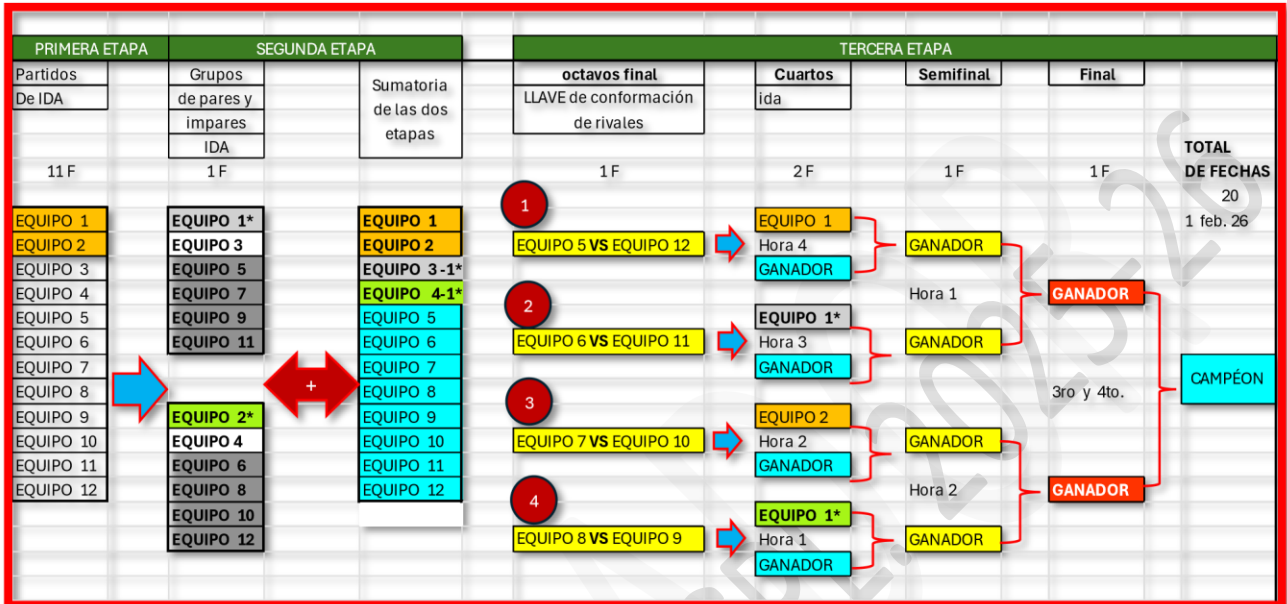 PRIMERA ETAPA SEGUNDA ETAPA TERCERA ETAPA
Partidos
De IDA
11 F
EQUIPO 1
EQUIPO 2
EQUIPO 3
EQUIPO 4
EQUIPO 5
EQUIPO 6
EQUIPO 7
EQUIPO 8
EQUIPO 9
EQUIPO 10
EQUIPO 11
EQUIPO 12
Grupos
de pares y
impares
IDA
1 F
EQUIPO 1*
EQUIPO 3
EQUIPO 5
EQUIPO 7
EQUIPO 9
EQUIPO 11
EQUIPO 2*
EQUIPO 4
EQUIPO 6
EQUIPO 8
EQUIPO 10
EQUIPO 12
+
Sumatoria
de las dos
etapas
EQUIPO 1
EQUIPO 2
EQUIPO 3 -1*
EQUIPO 4-1*
EQUIPO 5
EQUIPO 6
EQUIPO 7
EQUIPO 8
EQUIPO 9
EQUIPO 10
EQUIPO 11
EQUIPO 12
octavos final
LLAVE de conformación
de rivales
1 F
1
EQUIPO 5 VS EQUIPO 12
2
EQUIPO 6 VS EQUIPO 11
3
EQUIPO 7 VS EQUIPO 10
4
EQUIPO 8 VS EQUIPO 9
Cuartos
ida
2 F
EQUIPO 1
Hora 4
GANADOR
EQUIPO 1*
Hora 3
GANADOR
EQUIPO 2
Hora 2
GANADOR
EQUIPO 1*
Hora 1
GANADOR
Semifinal
1 F
GANADOR
Hora 1
GANADOR
GANADOR
Hora 2
GANADOR
Final
1 F
GANADOR
3ro y 4to.
GANADOR
TOTAL
DE FECHAS
20
1 feb. 26
CAMPÉON
2025-26